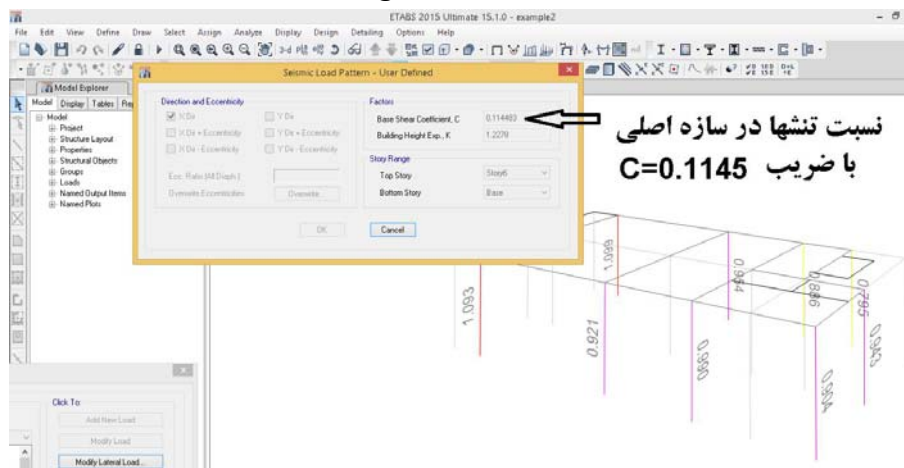 ETABS 2015 Ultimate 15.1.0 - example2
File Edit View Define Draw Select Assign Analyze Display Design Detailing Options Help
Model Explorer
Model Display Tables
Model
Project
Structure Layout
Properties
Structural Objects
Groups
Loads
Named Output Items
Named Plots
Seismic Load Pattern - User Defined
Direction and Eccentricity
X Dir
Y Dir
X Dir + Eccentricity
Y Dir + Eccentricity
X Dir - Eccentricity
Y Dir - Eccentricity
Ecc. Ratio (All Diaph.)
Overwrite Eccentricities
Overwrite...
Factors
Base Shear Coefficient, C
0.114483
Building Height Exp., K
1.2279
Story Range
Top Story
Story6
Bottom Story
Base
OK
Cancel
نسبت تنشها در سازه اصلی
با ضریب C=0.1145
1.093
1.099
0.921
0.990
0.886
0.795
0.943
0.904
Click To:
Add New Load
Modify Load
Modify Lateral Load...